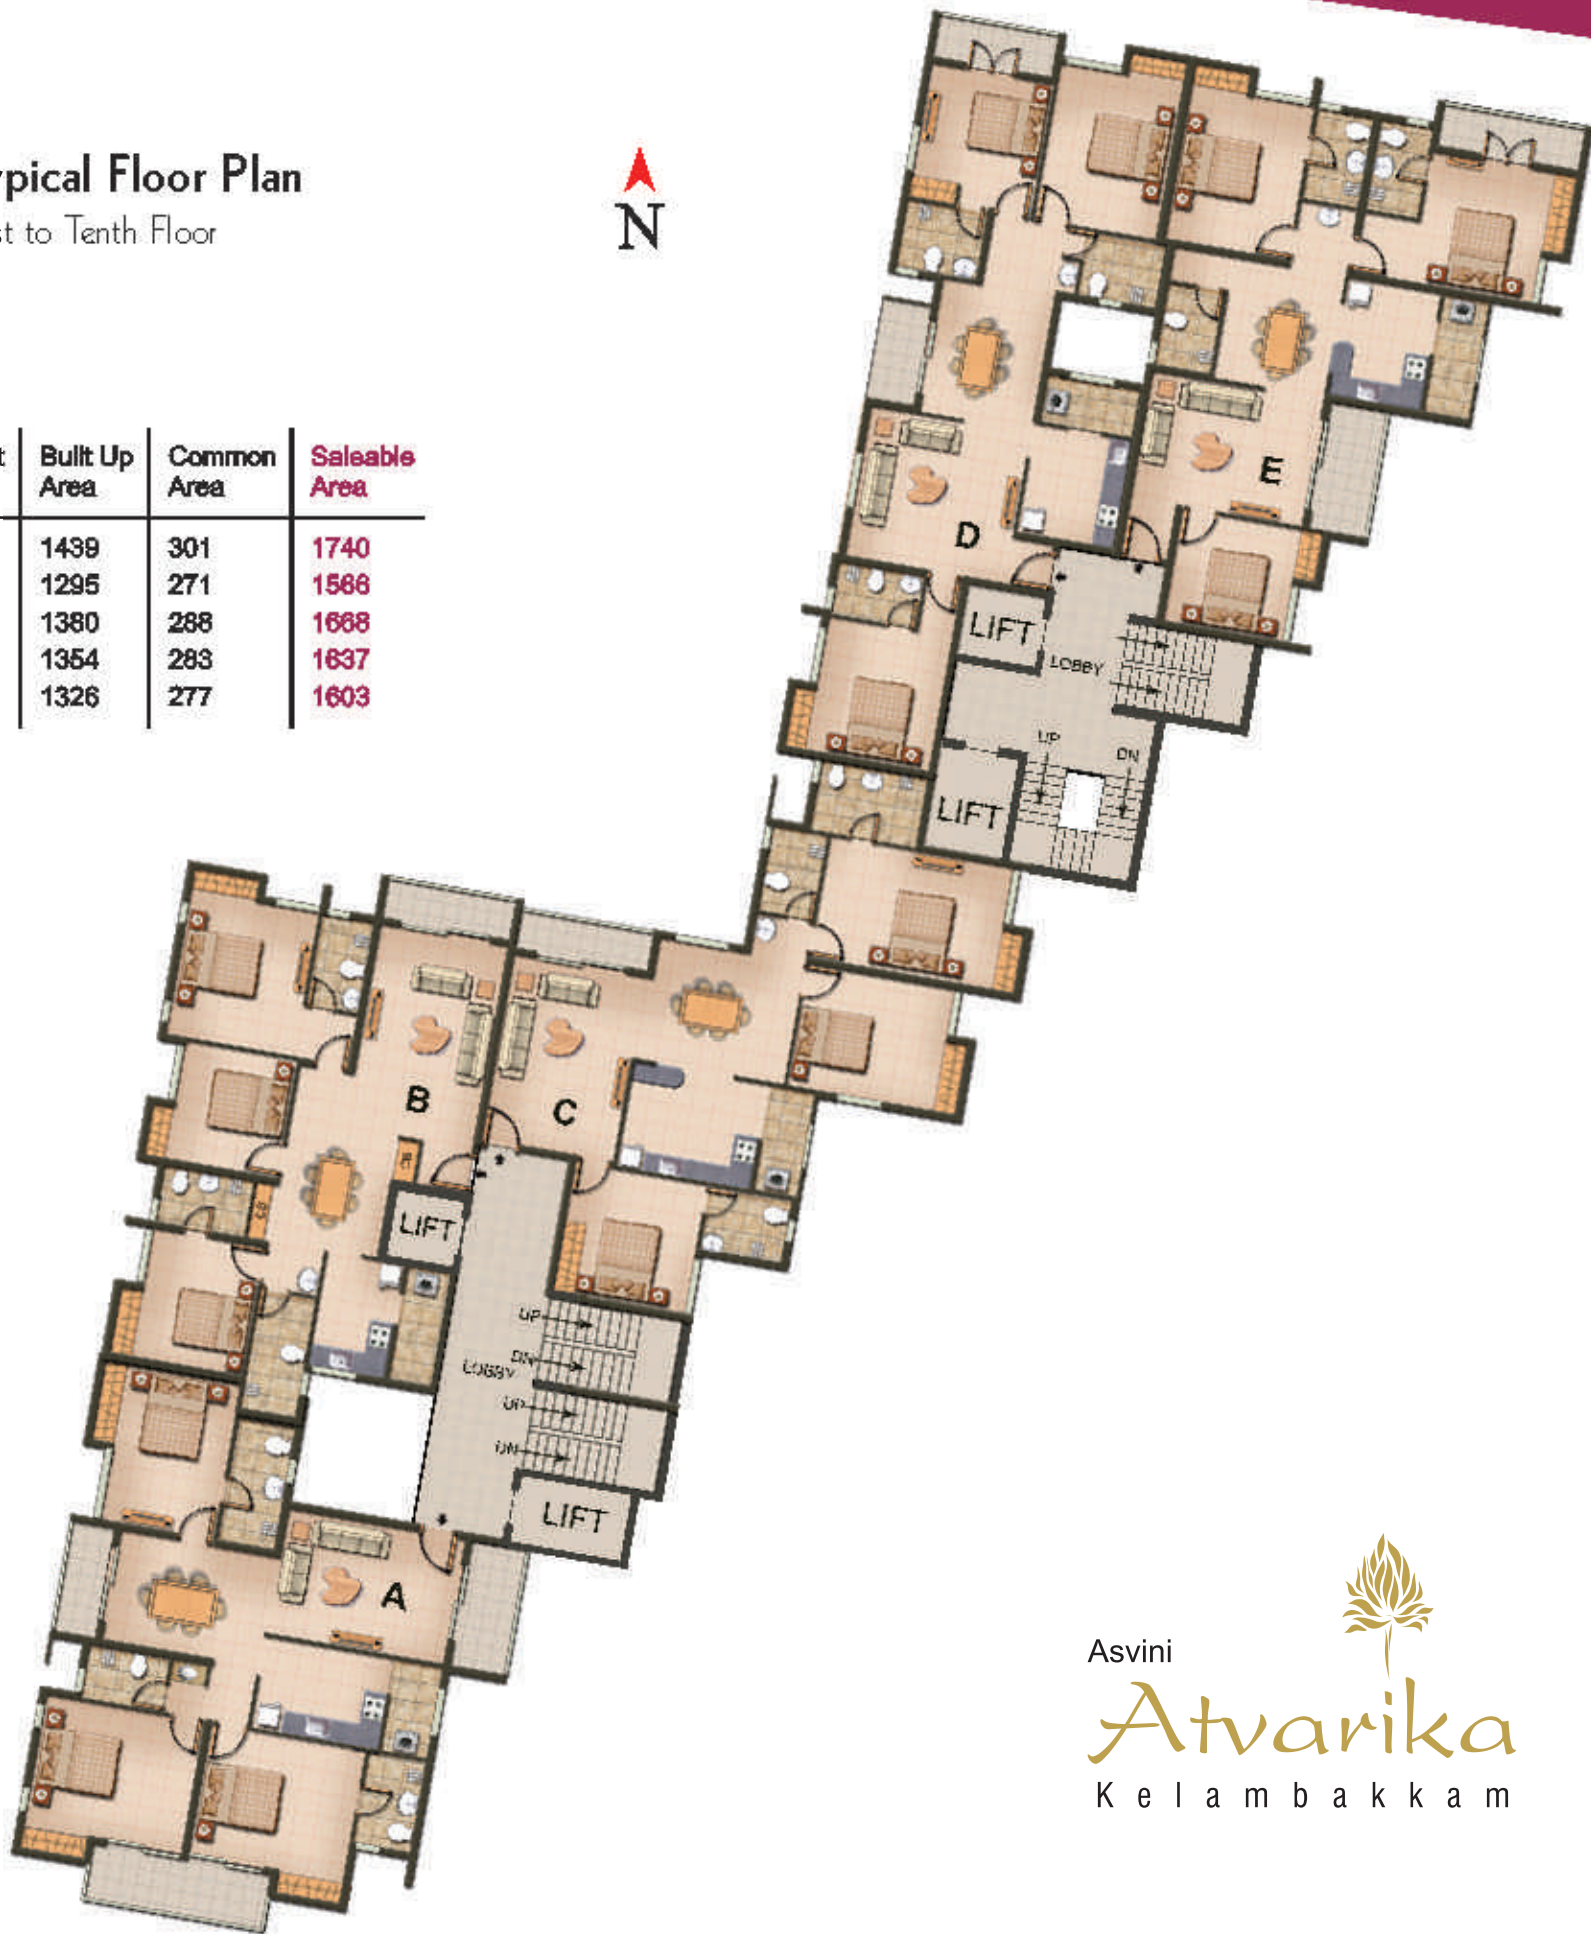 ypical Floor Plan
st to Tenth Floor
N
t Built Up Area Common Area Saleable Area
1439 301 1740
1295 271 1566
1380 288 1668
1354 283 1637
1326 277 1603
E
D
LIFT
LOBBY
UP
DN
LIFT
B
C
LIFT
UP
DN
LOBBY
UP
DN
LIFT
A
Asvini
Atvarika
Kelambakkam